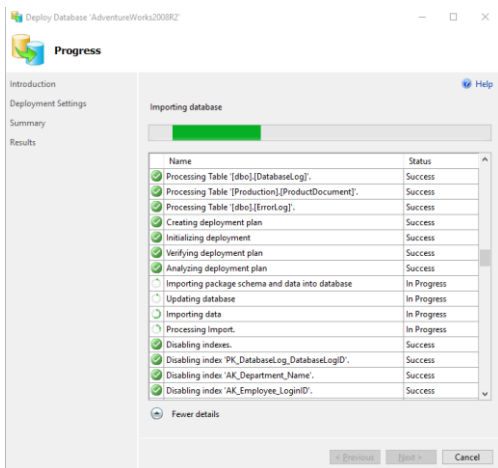 Deploy Database 'AdventureWorks2008R2'
Progress
Introduction
Deployment Settings
Summary
Results
Help
Importing database
Name Status
Processing Table '[dbo].[DatabaseLog]'. Success
Processing Table '[Production].[ProductDocument]'. Success
Processing Table '[dbo].[ErrorLog]'. Success
Creating deployment plan Success
Initializing deployment Success
Verifying deployment plan Success
Analyzing deployment plan Success
Importing package schema and data into database In Progress
Updating database In Progress
Importing data In Progress
Processing Import. In Progress
Disabling indexes. Success
Disabling index 'PK_DatabaseLog_DatabaseLogID'. Success
Disabling index 'AK_Department_Name'. Success
Disabling index 'AK_Employee_LoginID'. Success
Fewer details
< Previous Next > Cancel